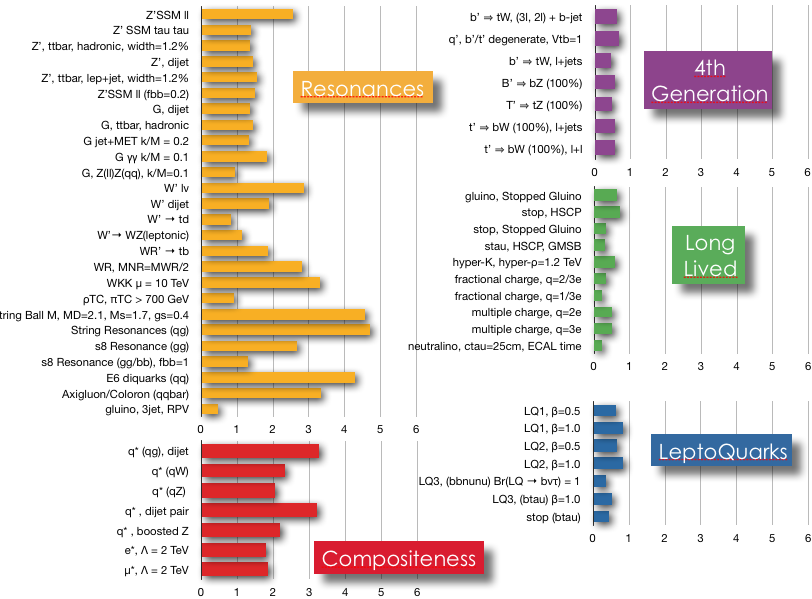 Z'SSM ll
Z' SSM tau tau
Z', ttbar, hadronic, width=1.2%
Z', dijet
Z', ttbar, lep+jet, width=1.2%
Z'SSM ll (fbb=0.2)
G, dijet
G, ttbar, hadronic
G jet+MET k/M = 0.2
G γγ k/M = 0.1
G, Z(ll)Z(qq), k/M=0.1
W' lν
W' dijet
W' → td
W'→ WZ(leptonic)
WR' → tb
WR, MNR=MWR/2
WKK μ = 10 TeV
ρTC, πTC > 700 GeV
tring Ball M, MD=2.1, Ms=1.7, gs=0.4
String Resonances (qg)
s8 Resonance (gg)
s8 Resonance (gg/bb), fbb=1
E6 diquarks (qq)
Axigluon/Coloron (qqbar)
gluino, 3jet, RPV
0 1 2 3 4 5 6
Resonances
q* (qg), dijet
q* (qW)
q* (qZ)
q* , dijet pair
q* , boosted Z
e*, Λ = 2 TeV
μ*, Λ = 2 TeV
0 1 2 3 4 5 6
Compositeness
b' ⇒ tW, (3l, 2l) + b-jet
q', b'/t' degenerate, Vtb=1
b' ⇒ tW, l+jets
B' ⇒ bZ (100%)
T' ⇒ tZ (100%)
t' ⇒ bW (100%), l+jets
t' ⇒ bW (100%), l+l
0 1 2 3 4 5 6
4th
Generation
gluino, Stopped Gluino
stop, HSCP
stop, Stopped Gluino
stau, HSCP, GMSB
hyper-K, hyper-ρ=1.2 TeV
fractional charge, q=2/3e
fractional charge, q=1/3e
multiple charge, q=2e
multiple charge, q=3e
neutralino, ctau=25cm, ECAL time
0 1 2 3 4 5 6
Long
Lived
LQ1, β=0.5
LQ1, β=1.0
LQ2, β=0.5
LQ2, β=1.0
LQ3, (bbnunu) Br(LQ → bντ) = 1
LQ3, (btau) β=1.0
stop (btau)
0 1 2 3 4 5 6
LeptoQuarks